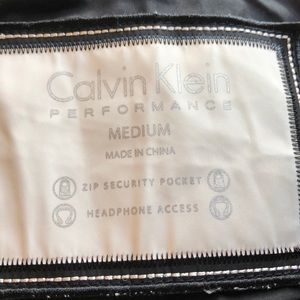 Calvin Klein
PERFORMANCE
MEDIUM
MADE IN CHINA
ZIP SECURITY POCKET
HEADPHONE ACCESS